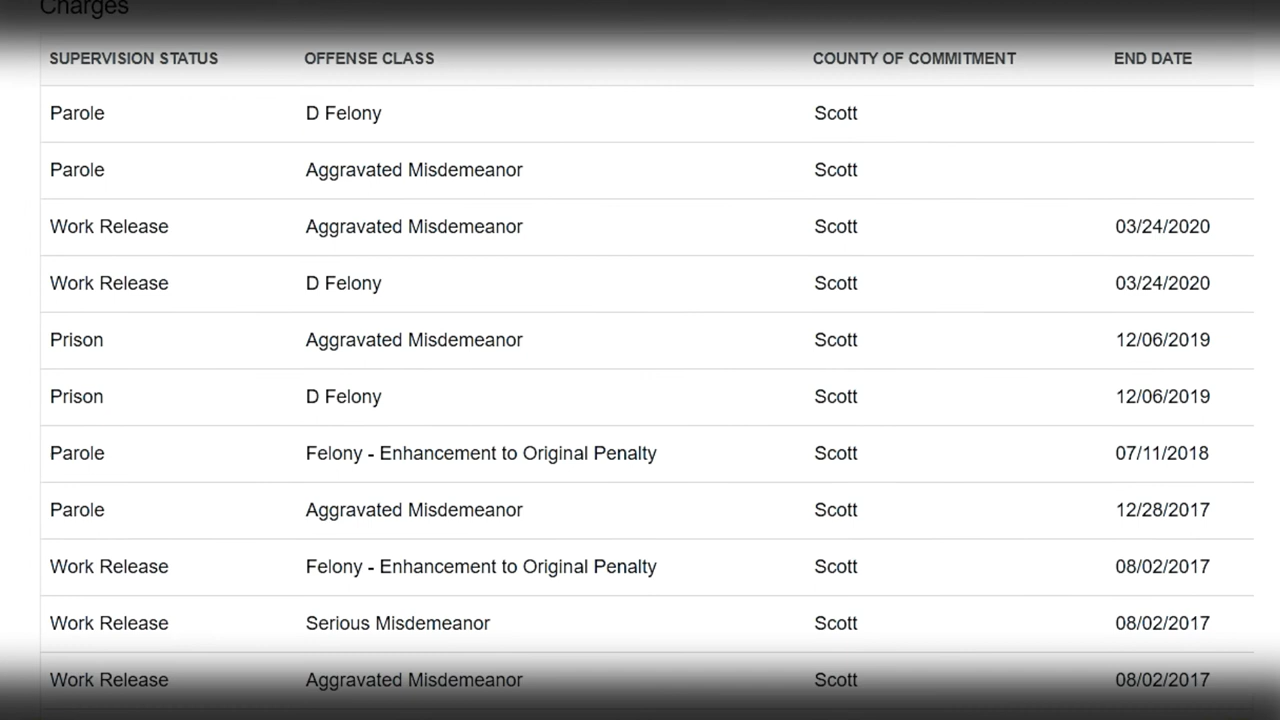 Charges
SUPERVISION STATUS OFFENSE CLASS COUNTY OF COMMITMENT END DATE
Parole D Felony Scott
Parole Aggravated Misdemeanor Scott
Work Release Aggravated Misdemeanor Scott 03/24/2020
Work Release D Felony Scott 03/24/2020
Prison Aggravated Misdemeanor Scott 12/06/2019
Prison D Felony Scott 12/06/2019
Parole Felony - Enhancement to Original Penalty Scott 07/11/2018
Parole Aggravated Misdemeanor Scott 12/28/2017
Work Release Felony - Enhancement to Original Penalty Scott 08/02/2017
Work Release Serious Misdemeanor Scott 08/02/2017
Work Release Aggravated Misdemeanor Scott 08/02/2017